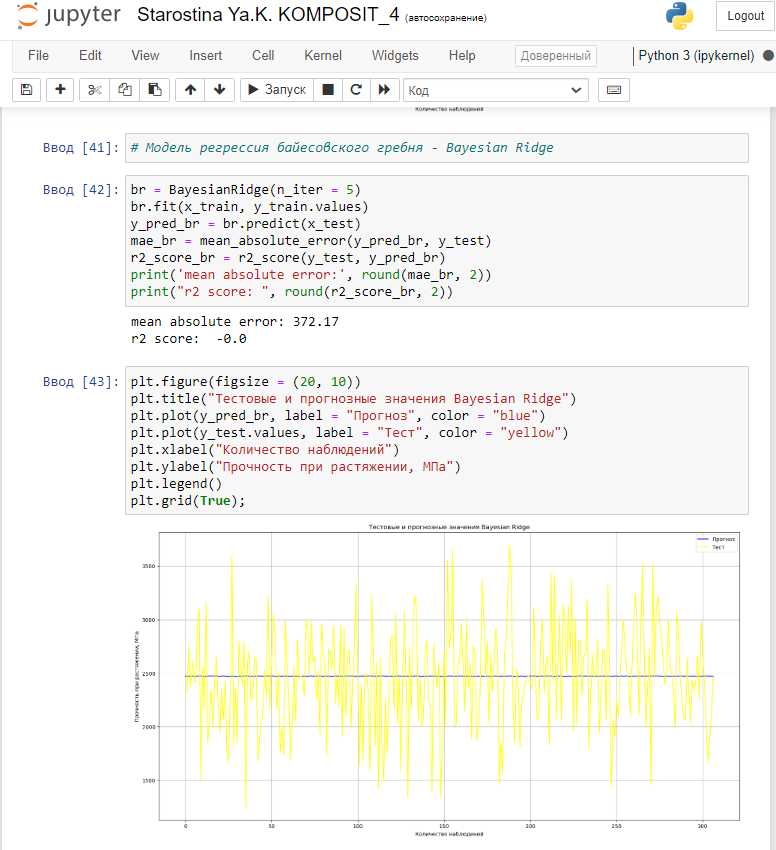 jupyter Starostina Ya.K. KOMPOSIT_4 (автосохранение)
Logout
File Edit View Insert Cell Kernel Widgets Help Доверенный Python 3 (ipykernel)
Запуск Код
Количество наблюдений
Ввод [41]: # Модель регрессия байесовского гребня - Bayesian Ridge
Ввод [42]: br = BayesianRidge(n_iter = 5)
br.fit(x_train, y_train.values)
y_pred_br = br.predict(x_test)
mae_br = mean_absolute_error(y_pred_br, y_test)
r2_score_br = r2_score(y_test, y_pred_br)
print('mean absolute error:', round(mae_br, 2))
print("r2 score: ", round(r2_score_br, 2))
mean absolute error: 372.17
r2 score:  -0.0
Ввод [43]: plt.figure(figsize = (20, 10))
plt.title("Тестовые и прогнозные значения Bayesian Ridge")
plt.plot(y_pred_br, label = "Прогноз", color = "blue")
plt.plot(y_test.values, label = "Тест", color = "yellow")
plt.xlabel("Количество наблюдений")
plt.ylabel("Прочность при растяжении, МПа")
plt.legend()
plt.grid(True);
Тестовые и прогнозные значения Bayesian Ridge
Прогноз
Тест
Прочность при растяжении, МПа
3500
3000
2500
2000
1500
0 50 100 150 200 250 300
Количество наблюдений